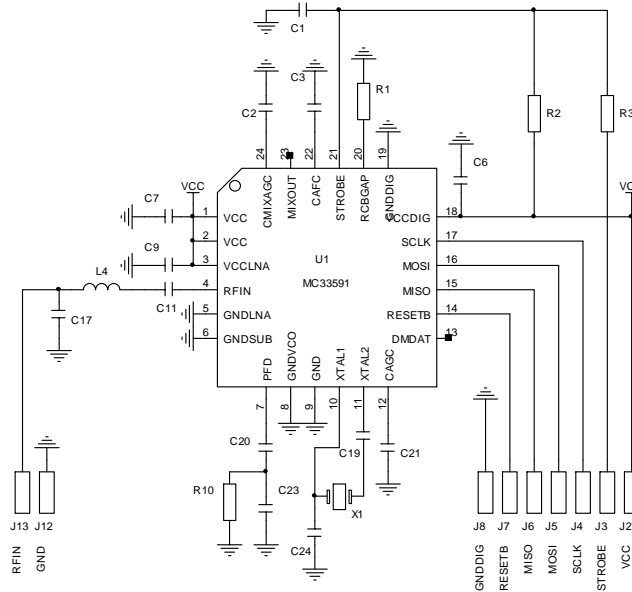 C1
C3
R1
C2
R2
R3
24
23
22
21
20
19
C6
CMIXAGC
MIXOUT
CAFC
STROBE
RCBGAP
GNDDIG
C7
VCC
VCC
1
VCC
VCCDIG
18
2
VCC
SCLK
17
C9
3
VCCLNA
U1
MOSI
16
L4
4
RFIN
MC33591
MISO
15
C11
C17
5
GNDLNA
RESETB
14
6
GNDSUB
DMDAT
13
PFD
GNDVCO
GND
XTAL1
XTAL2
CAGC
7
8
9
10
11
12
C20
C19
C21
R10
C23
X1
C24
J13
J12
J8
J7
J6
J5
J4
J3
J2
RFIN
GND
GNDDIG
RESETB
MISO
MOSI
SCLK
STROBE
VCC